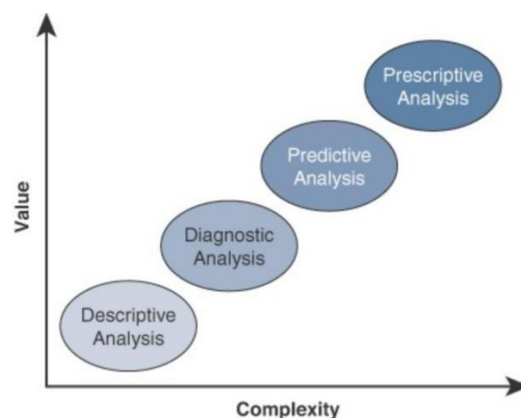 Prescriptive
Analysis
Predictive
Analysis
Diagnostic
Analysis
Descriptive
Analysis
Value
Complexity